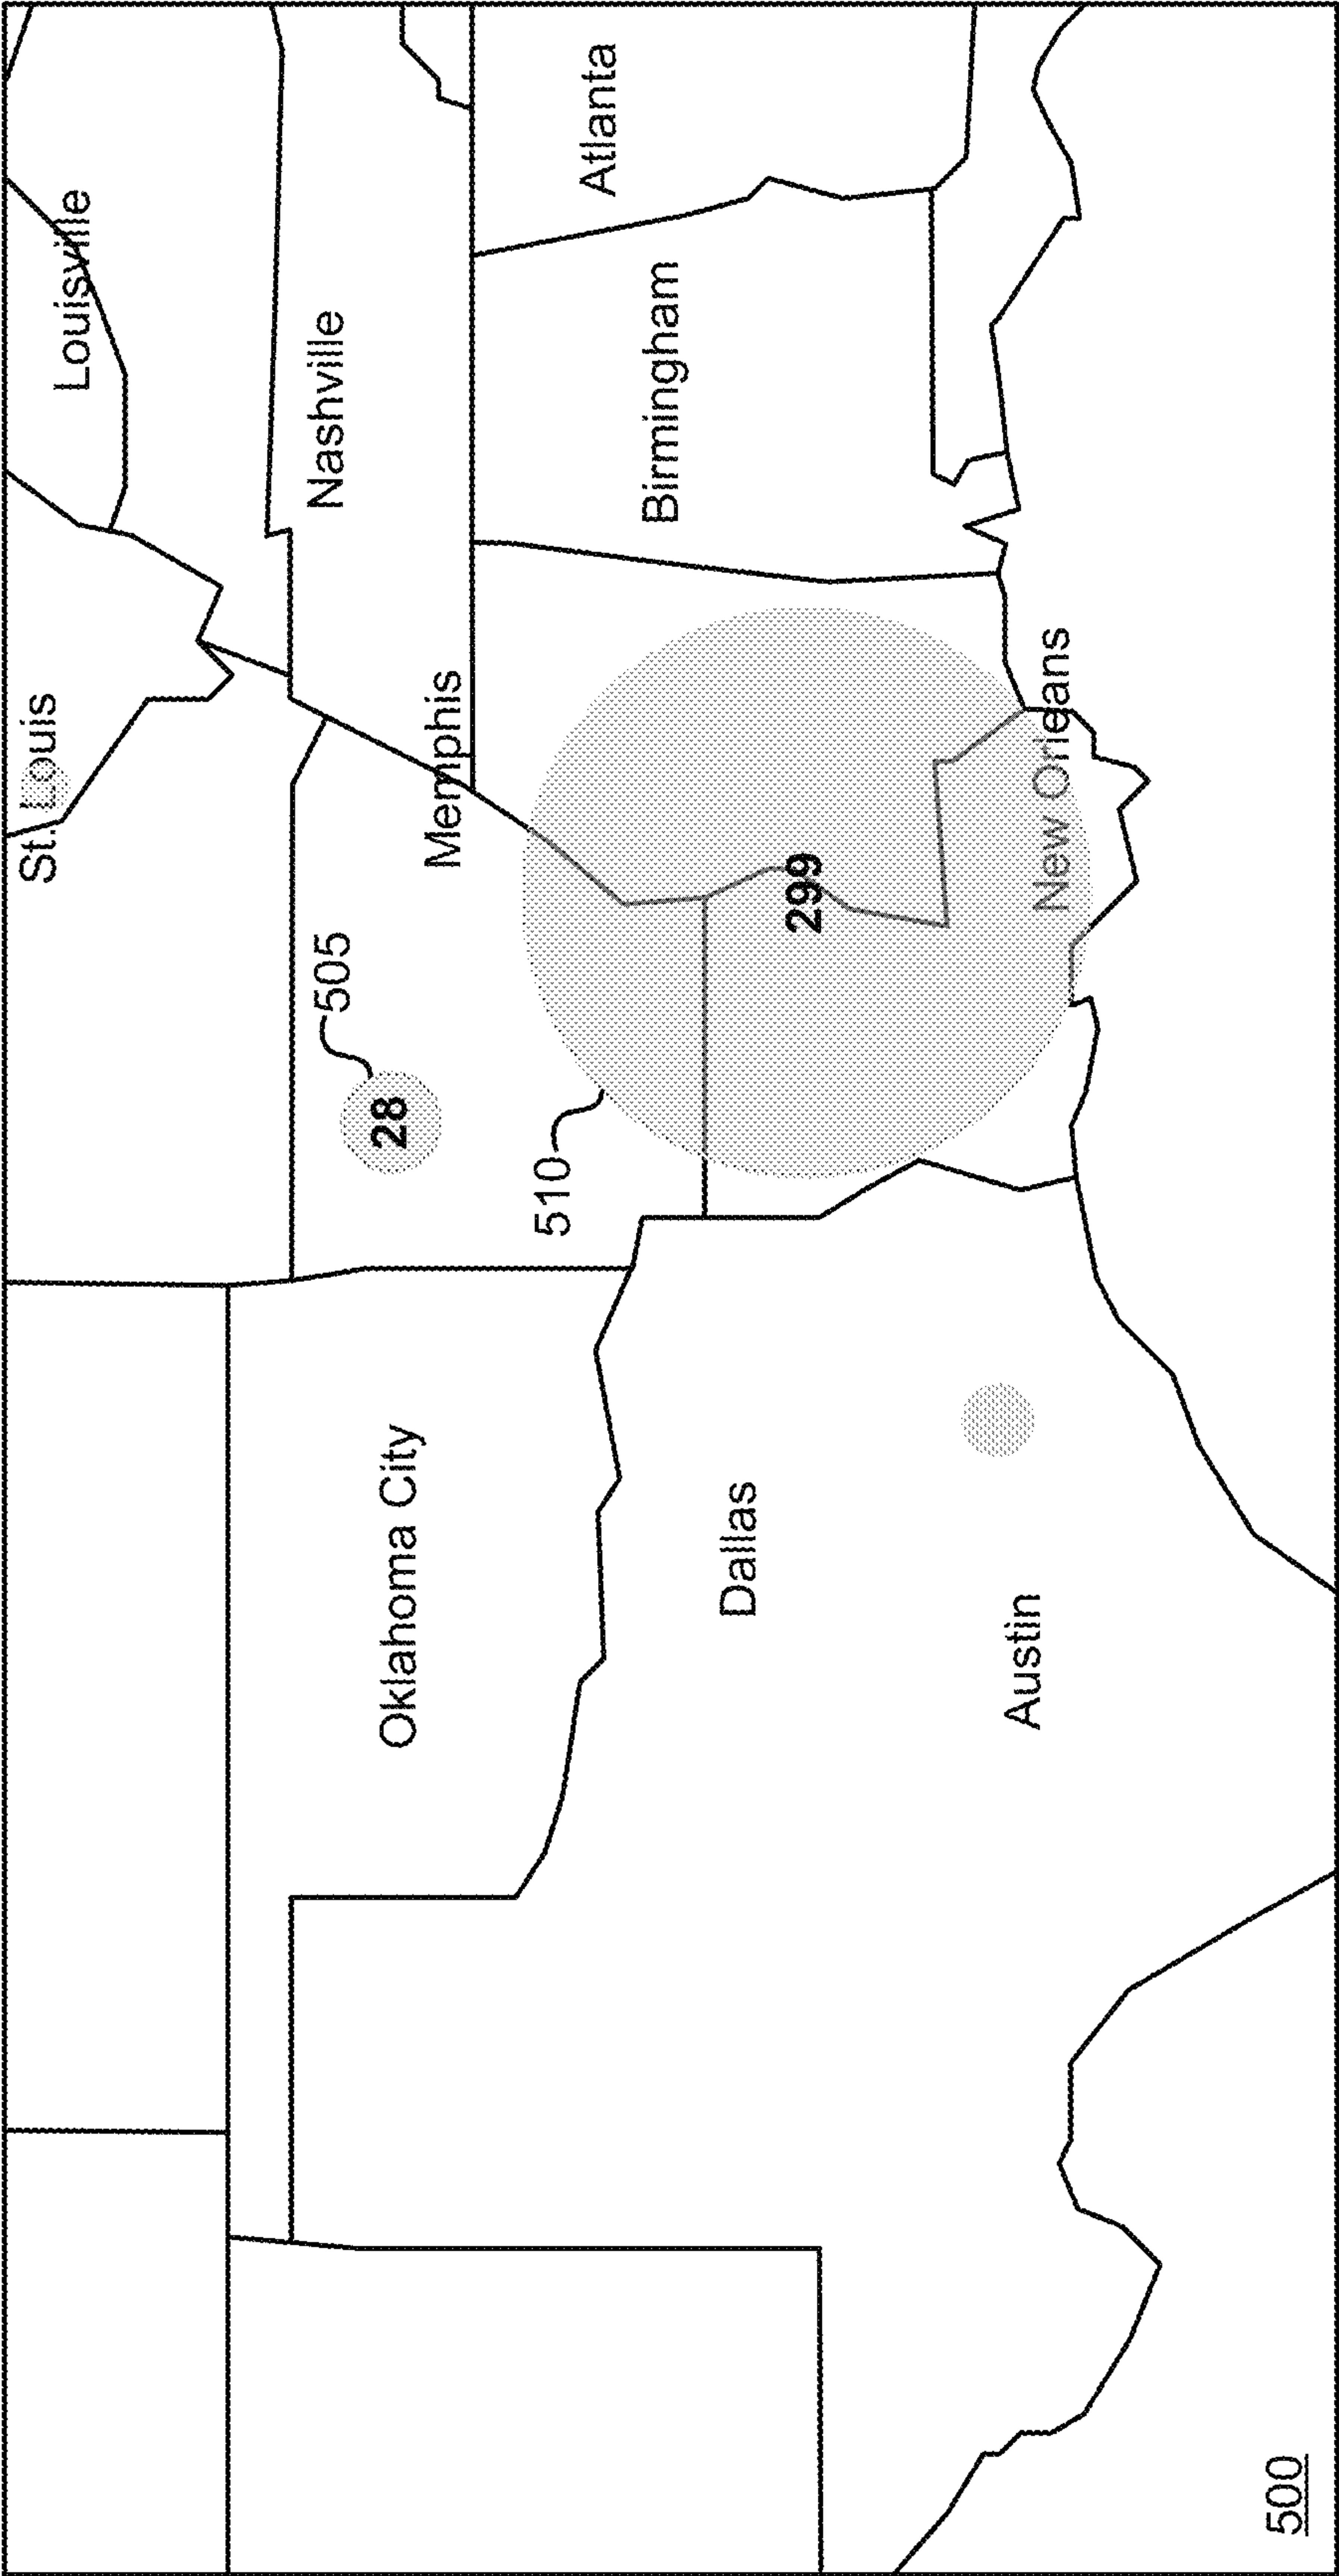 St. Louis
Louisville
Nashville
505
28
Memphis
Oklahoma City
510
Atlanta
Birmingham
Dallas
299
New Orleans
Austin
500